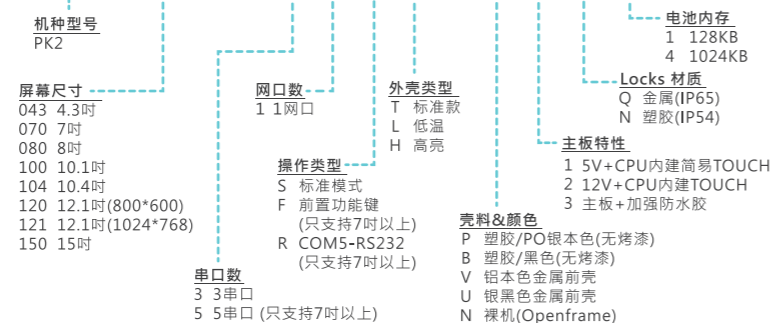 机种型号
PK2
屏幕尺寸
043 4.3吋
070 7吋
080 8吋
100 10.1吋
104 10.4吋
120 12.1吋(800*600)
121 12.1吋(1024*768)
150 15吋
串口数
3 3串口
5 5串口 (只支持7吋以上)
网口数
1 1网口
操作类型
S 标准模式
F 前置功能键
(只支持7吋以上)
R COM5-RS232
(只支持7吋以上)
外壳类型
T 标准款
L 低温
H 高亮
壳料&颜色
P 塑胶/PO银本色(无烤漆)
B 塑胶/黑色(无烤漆)
V 铝本色金属前壳
U 银黑色金属前壳
N 裸机(Openframe)
主板特性
1 5V+CPU内建简易TOUCH
2 12V+CPU内建TOUCH
3 主板+加强防水胶
Locks 材质
Q 金属(IP65)
N 塑胶(IP54)
电池内存
1 128KB
4 1024KB